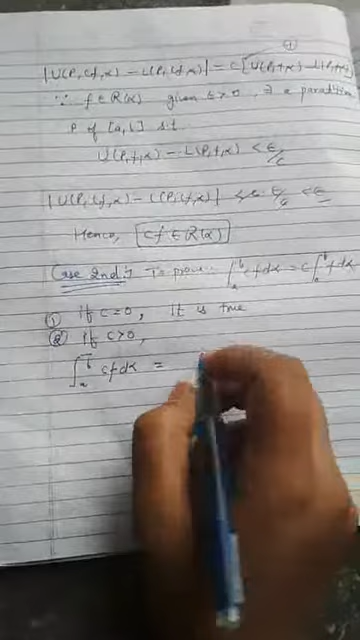 ①
|U(P, cf, α) − L(P, cf, α)| = c[U(P,f,α) − L(P,f,α)]
∵ f ∈ R(α) given ε>0, ∃ a partition
P of [a, b] s.t
U(P,f,α) − L(P,f,α) < ε/c
|U(P, cf, α) − L(P, cf, α)| ≤ c. ε/c < ε
Hence, cf ∈ R(α)
Case 2nd :- To prove :- ∫ₐᵇ cf dα = c ∫ₐᵇ f dα
① If c=0, It is true
② If c>0,
∫ₐᵇ cf dα =